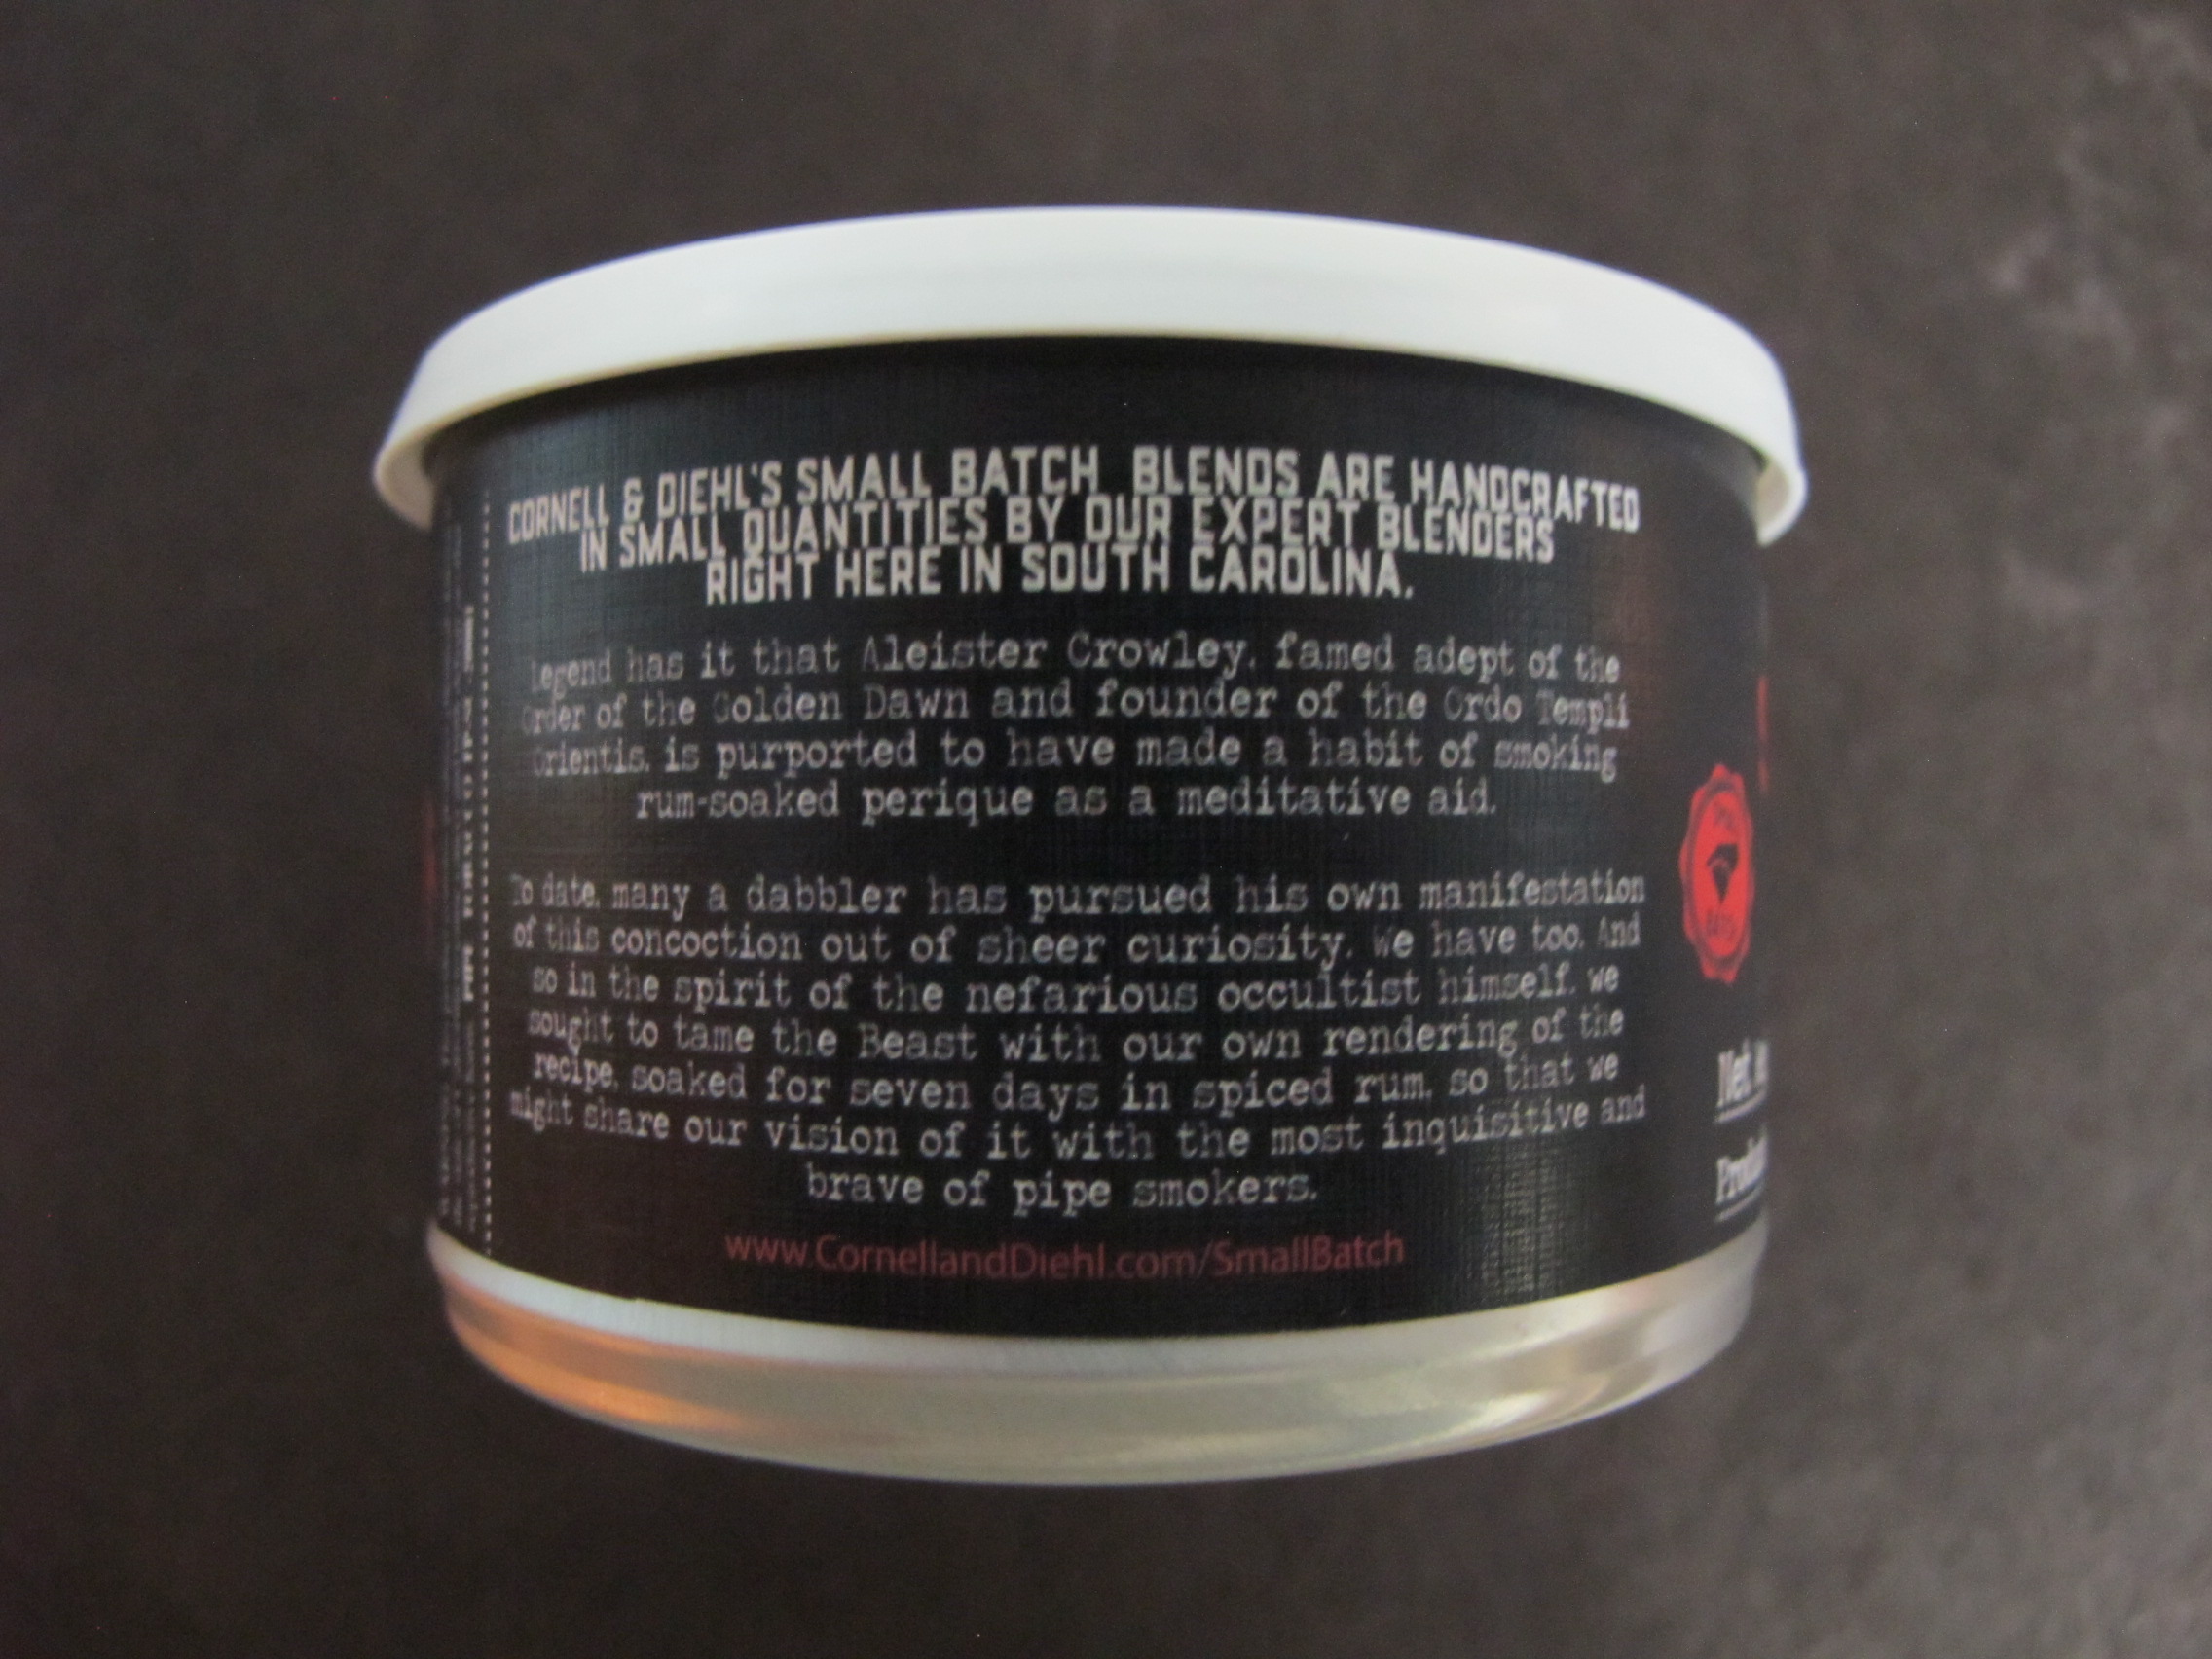 CORNELL & DIEHL'S SMALL BATCH BLENDS ARE HANDCRAFTED
IN SMALL QUANTITIES BY OUR EXPERT BLENDERS
RIGHT HERE IN SOUTH CAROLINA.
Legend has it that Aleister Crowley, famed adept of the
Order of the Golden Dawn and founder of the Ordo Templi
Orientis, is purported to have made a habit of smoking
rum-soaked perique as a meditative aid.
To date, many a dabbler has pursued his own manifestation
of this concoction out of sheer curiosity. We have too. And
so in the spirit of the nefarious occultist himself, we
sought to tame the Beast with our own rendering of the
recipe, soaked for seven days in spiced rum, so that we
might share our vision of it with the most inquisitive and
brave of pipe smokers.
www.CornellandDiehl.com/SmallBatch
Net